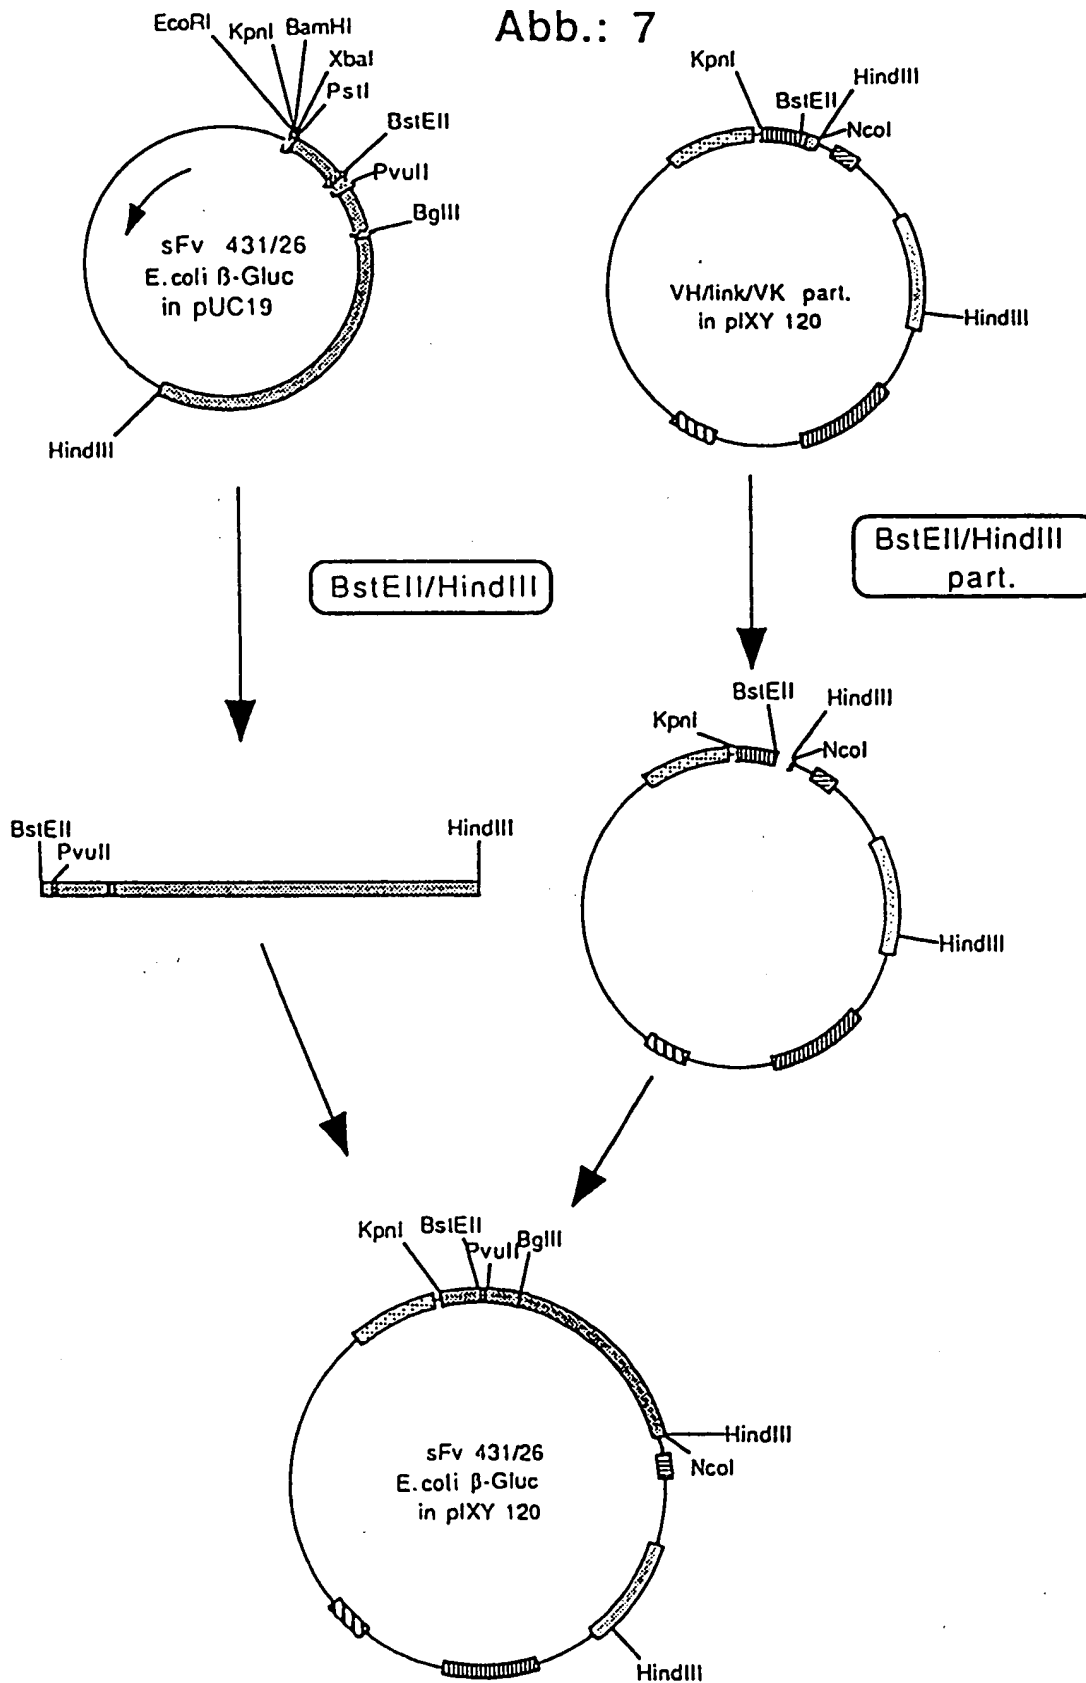 Abb.: 7
EcoRI
KpnI
BamHI
XbaI
PstI
BstEII
PvuII
BglII
sFv 431/26
E.coli β-Gluc
in pUC19
HindIII
KpnI
HindIII
BstEII
NcoI
VH/link/VK part.
in pIXY 120
HindIII
BstEII/HindIII
BstEII/HindIII
part.
BstEII
PvuII
HindIII
BstEII
HindIII
KpnI
NcoI
HindIII
KpnI
BstEII
PvuII
BglII
sFv 431/26
E.coli β-Gluc
in pIXY 120
HindIII
NcoI
HindIII